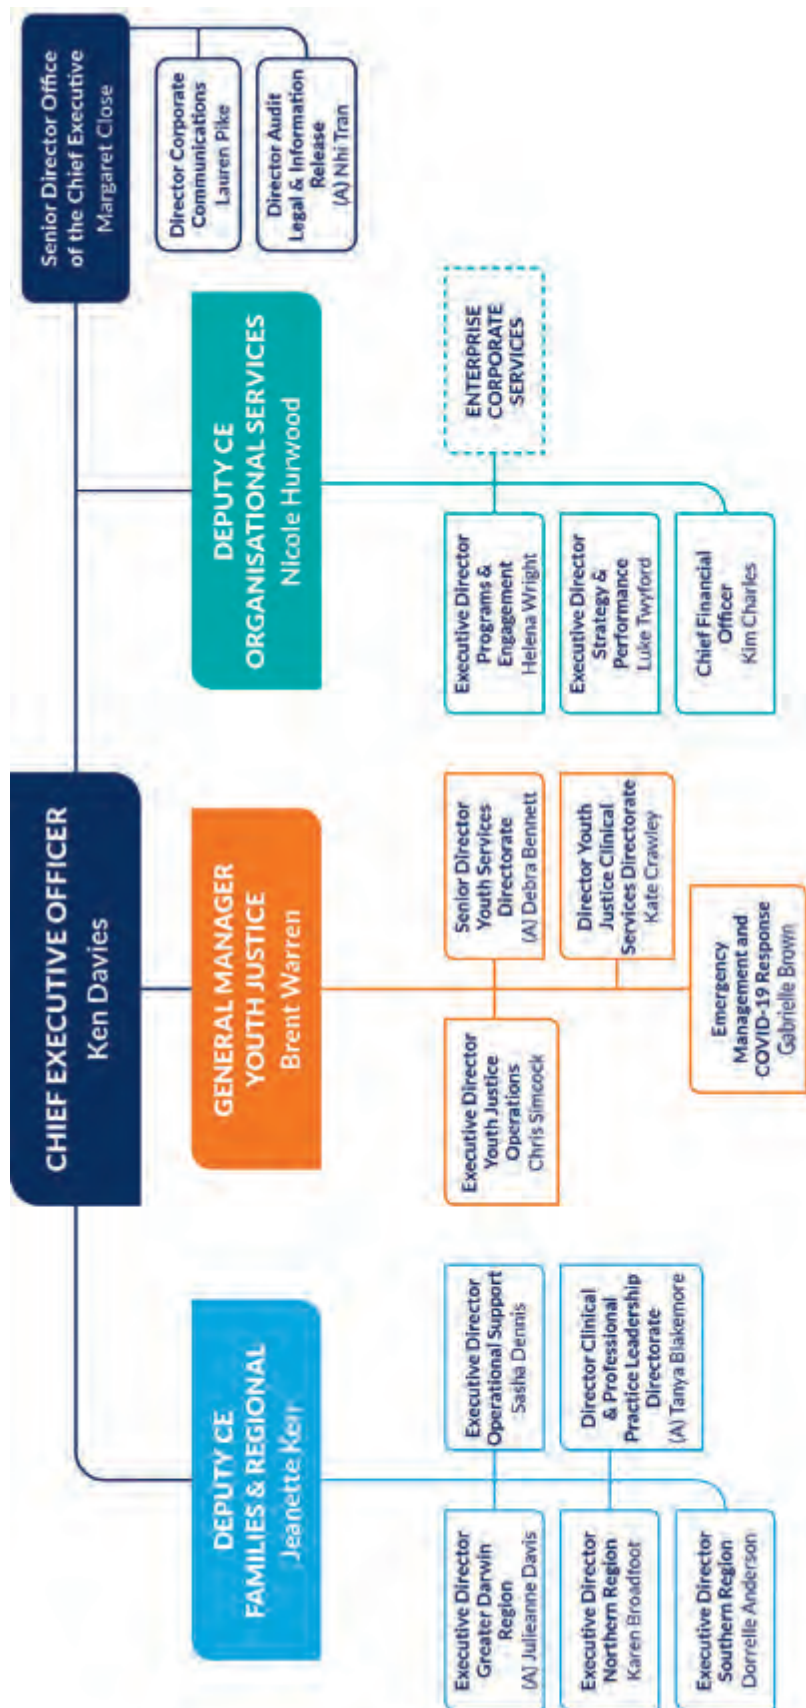 CHIEF EXECUTIVE OFFICER
Ken Davies
Senior Director Office
of the Chief Executive
Margaret Close
Director Corporate
Communications
Lauren Pike
Director Audit
Legal & Information
Release
(A) Nhi Tran
DEPUTY CE
FAMILIES & REGIONAL
Jeanette Kerr
Executive Director
Greater Darwin
Region
(A) Julieanne Davis
Executive Director
Operational Support
Sasha Dennis
Executive Director
Northern Region
Karen Broadfoot
Director Clinical
& Professional
Practice Leadership
Directorate
(A) Tanya Blakemore
Executive Director
Southern Region
Dorrelle Anderson
GENERAL MANAGER
YOUTH JUSTICE
Brent Warren
Executive Director
Youth Justice
Operations
Chris Simcock
Senior Director
Youth Services
Directorate
(A) Debra Bennett
Director Youth
Justice Clinical
Services Directorate
Kate Crawley
Emergency
Management and
COVID-19 Response
Gabrielle Brown
DEPUTY CE
ORGANISATIONAL SERVICES
Nicole Hurwood
Executive Director
Programs &
Engagement
Helena Wright
ENTERPRISE
CORPORATE
SERVICES
Executive Director
Strategy &
Performance
Luke Twyford
Chief Financial
Officer
Kim Charles